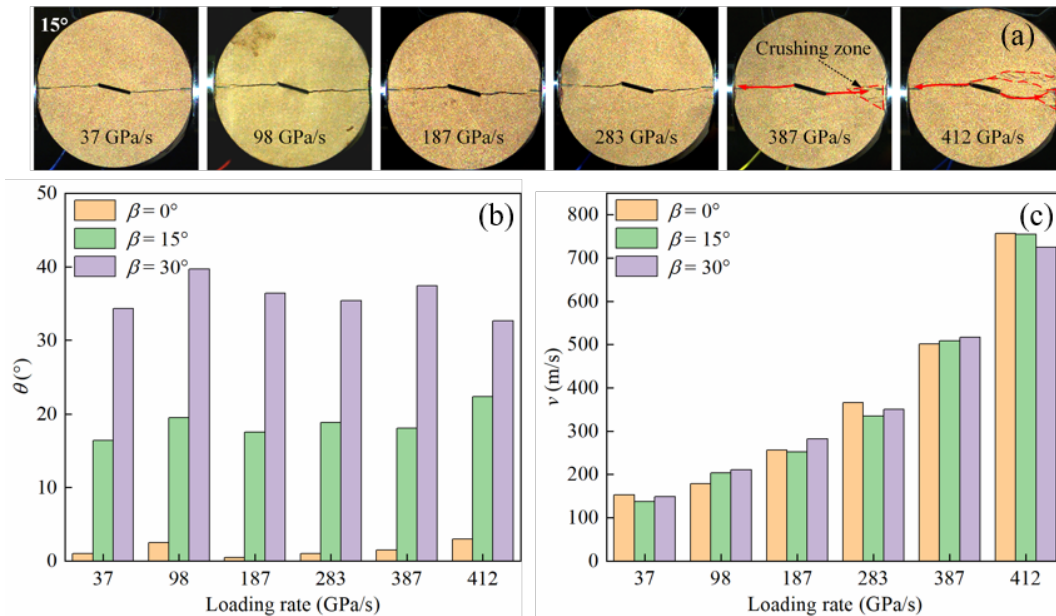 15°
(a)
Crushing zone
37 GPa/s
98 GPa/s
187 GPa/s
283 GPa/s
387 GPa/s
412 GPa/s
(b)
β = 0°
β = 15°
β = 30°
50
40
30
20
10
0
θ (°)
37 98 187 283 387 412
Loading rate (GPa/s)
(c)
β = 0°
β = 15°
β = 30°
800
700
600
500
400
300
200
100
0
v (m/s)
37 98 187 283 387 412
Loading rate (GPa/s)